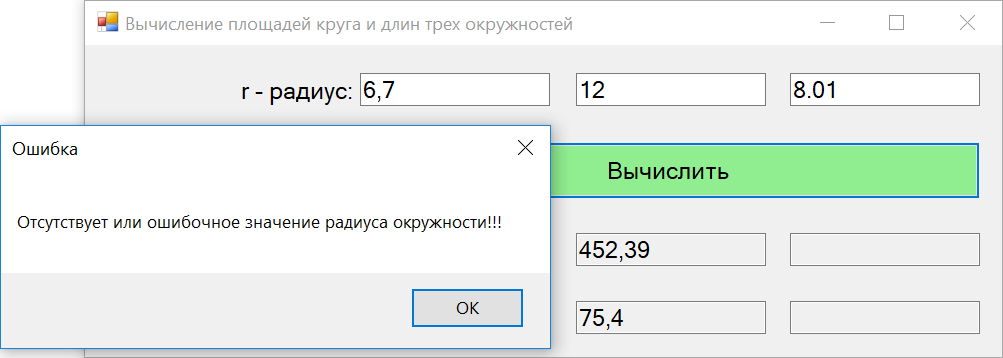 Вычисление площадей круга и длин трех окружностей
r - радиус: 6,7 12 8.01
Ошибка
Вычислить
Отсутствует или ошибочное значение радиуса окружности!!!
452,39
OK
75,4